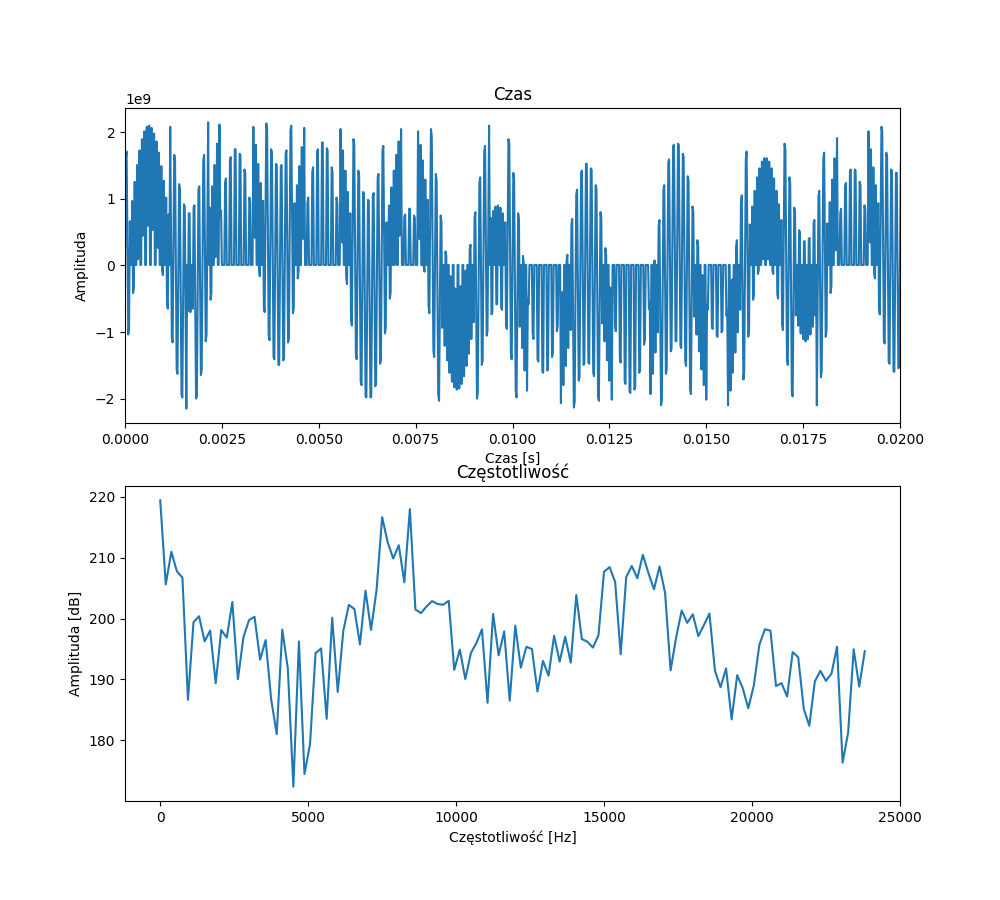 Czas
1e9
2
1
0
−1
−2
Amplituda
0.0000 0.0025 0.0050 0.0075 0.0100 0.0125 0.0150 0.0175 0.0200
Czas [s]
Częstotliwość
220
210
200
190
180
Amplituda [dB]
0 5000 10000 15000 20000 25000
Częstotliwość [Hz]